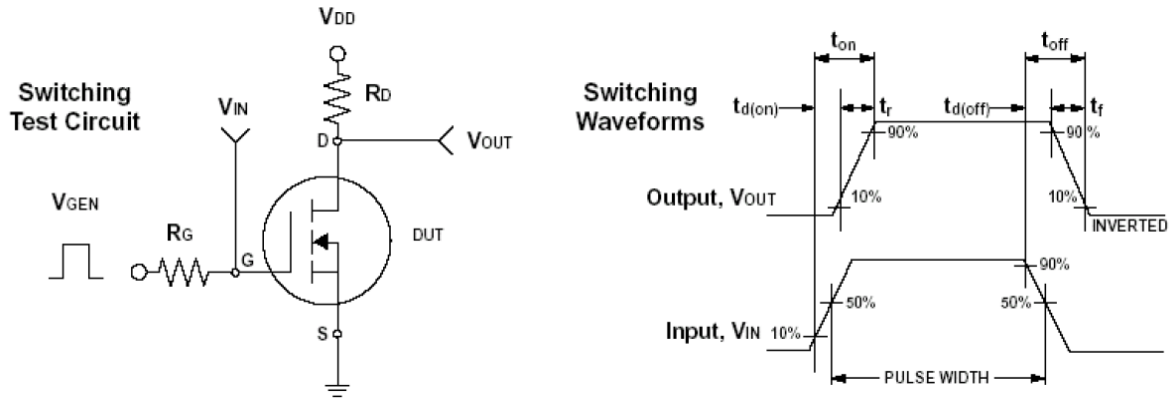 Switching
Test Circuit
VDD
RD
VIN
D
VOUT
VGEN
RG
G
DUT
S
Switching
Waveforms
ton
toff
td(on)
tr
td(off)
tf
90%
90%
Output, VOUT
10%
10%
INVERTED
90%
50%
50%
Input, VIN
10%
PULSE WIDTH